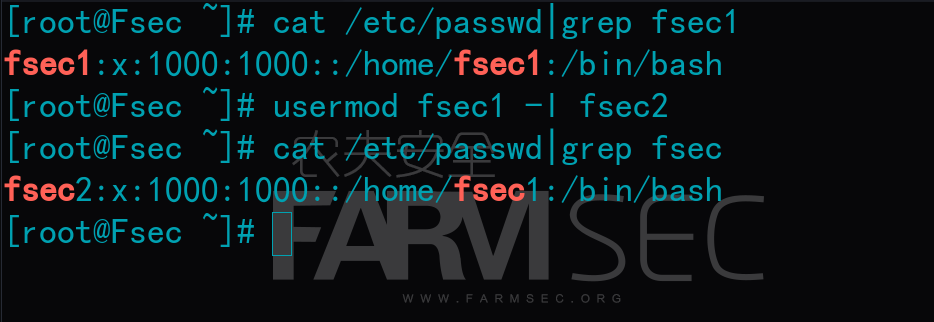 [root@Fsec ~]# cat /etc/passwd|grep fsec1
fsec1:x:1000:1000::/home/fsec1:/bin/bash
[root@Fsec ~]# usermod fsec1 -l fsec2
[root@Fsec ~]# cat /etc/passwd|grep fsec
fsec2:x:1000:1000::/home/fsec1:/bin/bash
[root@Fsec ~]#
农夫安全
FARMSEC
WWW.FARMSEC.ORG